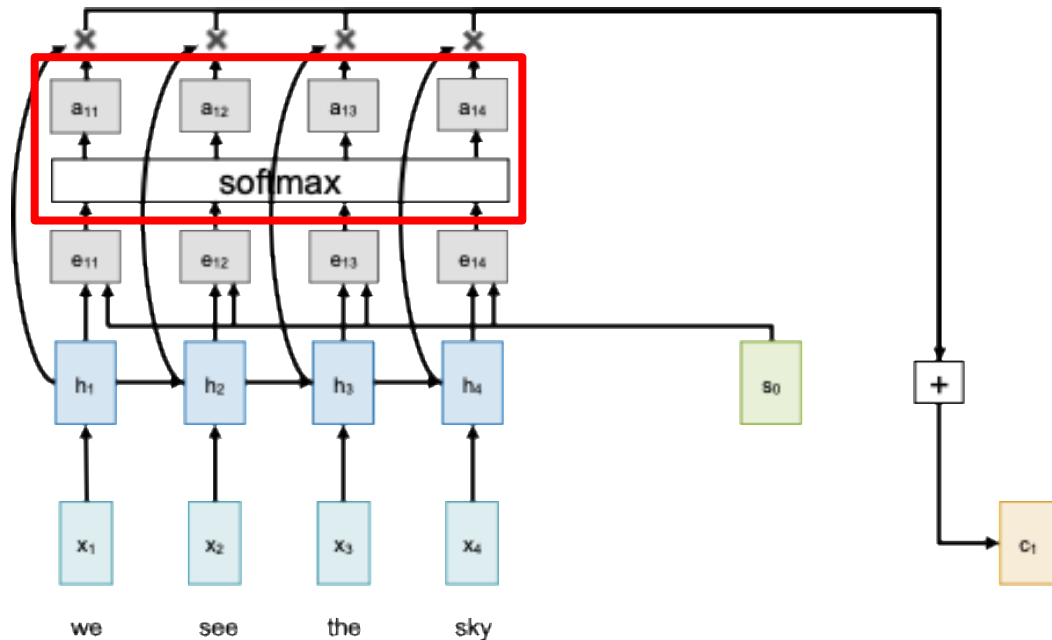 × × × ×
a₁₁ a₁₂ a₁₃ a₁₄
softmax
e₁₁ e₁₂ e₁₃ e₁₄
h₁ h₂ h₃ h₄ s₀ +
x₁ x₂ x₃ x₄ c₁
we see the sky